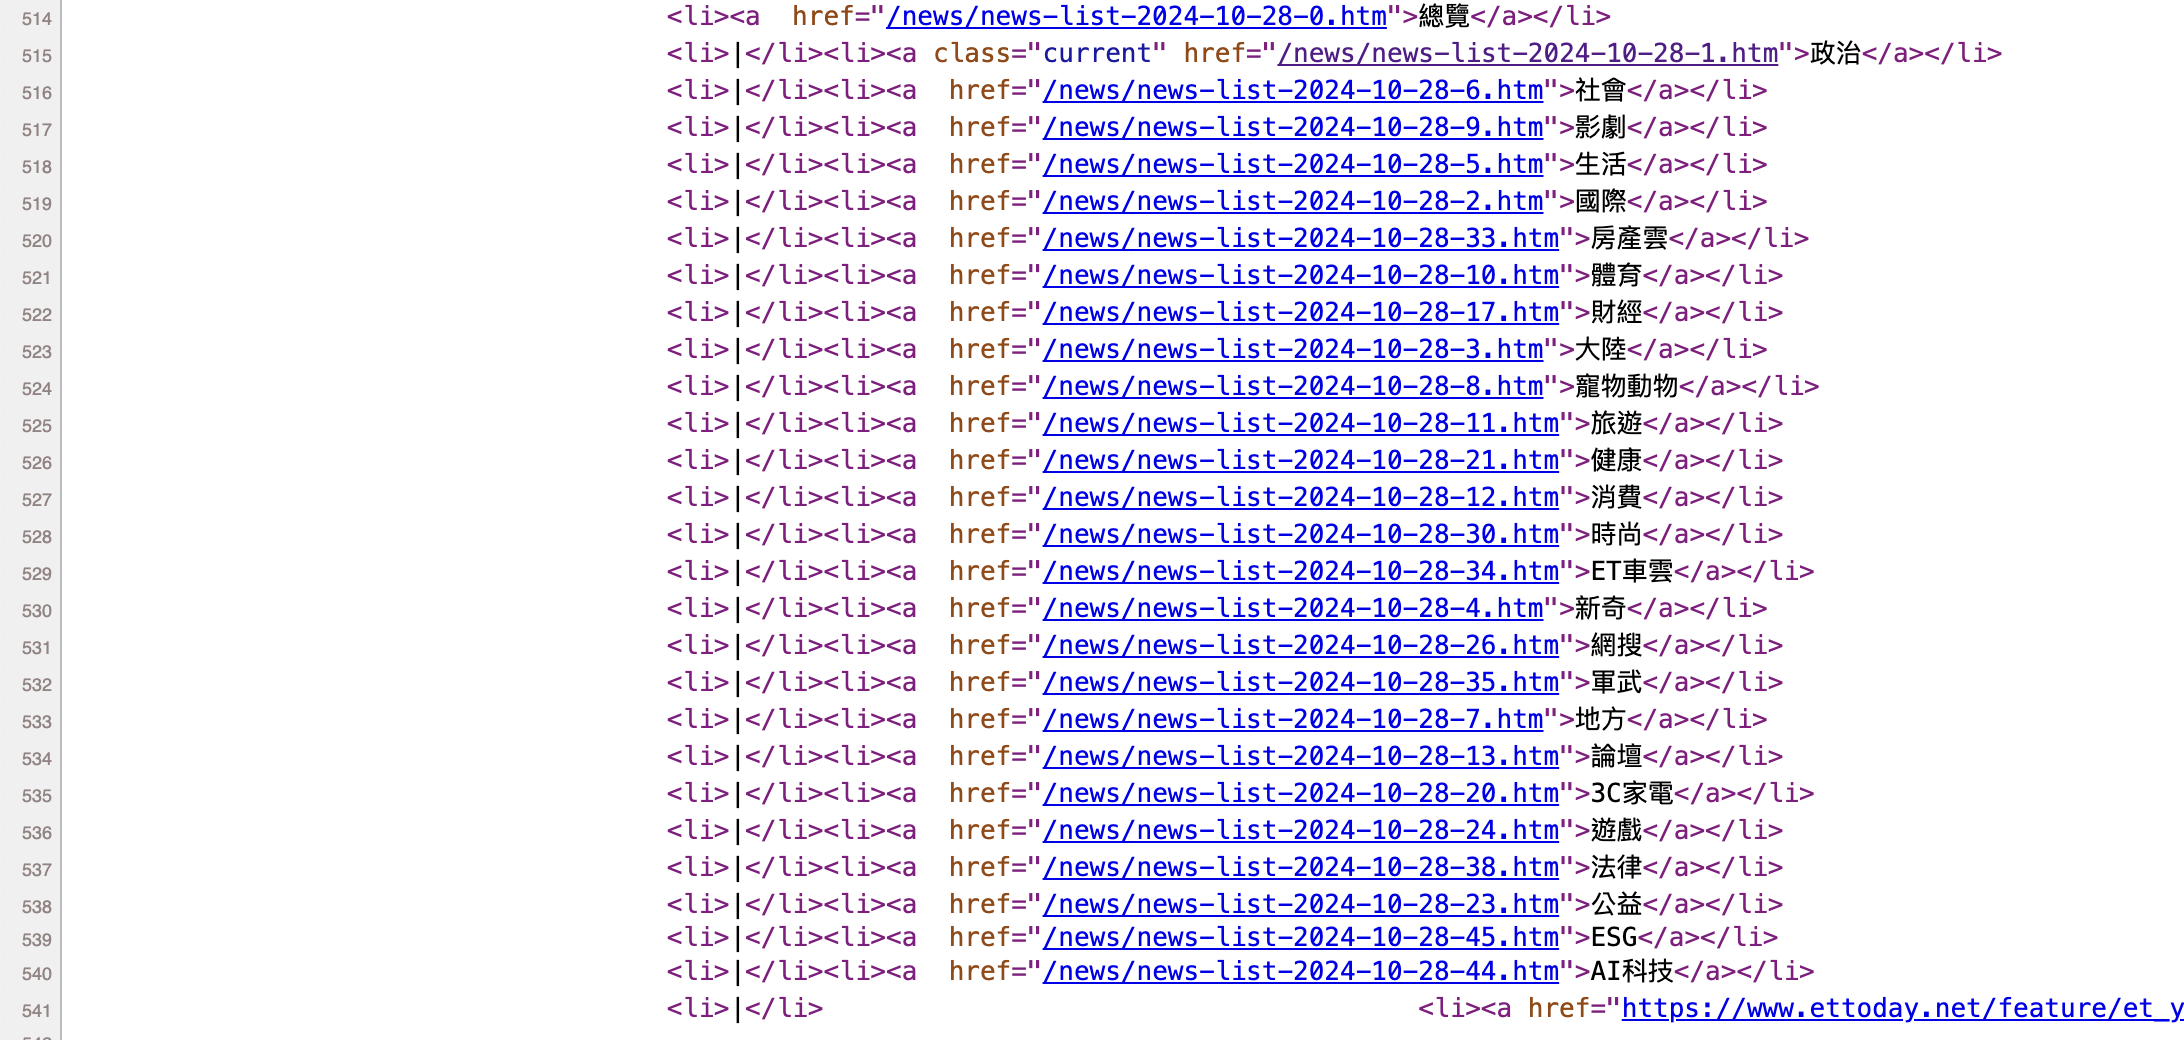 514 <li><a  href="/news/news-list-2024-10-28-0.htm">總覽</a></li>
515 <li>|</li><li><a class="current" href="/news/news-list-2024-10-28-1.htm">政治</a></li>
516 <li>|</li><li><a  href="/news/news-list-2024-10-28-6.htm">社會</a></li>
517 <li>|</li><li><a  href="/news/news-list-2024-10-28-9.htm">影劇</a></li>
518 <li>|</li><li><a  href="/news/news-list-2024-10-28-5.htm">生活</a></li>
519 <li>|</li><li><a  href="/news/news-list-2024-10-28-2.htm">國際</a></li>
520 <li>|</li><li><a  href="/news/news-list-2024-10-28-33.htm">房產雲</a></li>
521 <li>|</li><li><a  href="/news/news-list-2024-10-28-10.htm">體育</a></li>
522 <li>|</li><li><a  href="/news/news-list-2024-10-28-17.htm">財經</a></li>
523 <li>|</li><li><a  href="/news/news-list-2024-10-28-3.htm">大陸</a></li>
524 <li>|</li><li><a  href="/news/news-list-2024-10-28-8.htm">寵物動物</a></li>
525 <li>|</li><li><a  href="/news/news-list-2024-10-28-11.htm">旅遊</a></li>
526 <li>|</li><li><a  href="/news/news-list-2024-10-28-21.htm">健康</a></li>
527 <li>|</li><li><a  href="/news/news-list-2024-10-28-12.htm">消費</a></li>
528 <li>|</li><li><a  href="/news/news-list-2024-10-28-30.htm">時尚</a></li>
529 <li>|</li><li><a  href="/news/news-list-2024-10-28-34.htm">ET車雲</a></li>
530 <li>|</li><li><a  href="/news/news-list-2024-10-28-4.htm">新奇</a></li>
531 <li>|</li><li><a  href="/news/news-list-2024-10-28-26.htm">網搜</a></li>
532 <li>|</li><li><a  href="/news/news-list-2024-10-28-35.htm">軍武</a></li>
533 <li>|</li><li><a  href="/news/news-list-2024-10-28-7.htm">地方</a></li>
534 <li>|</li><li><a  href="/news/news-list-2024-10-28-13.htm">論壇</a></li>
535 <li>|</li><li><a  href="/news/news-list-2024-10-28-20.htm">3C家電</a></li>
536 <li>|</li><li><a  href="/news/news-list-2024-10-28-24.htm">遊戲</a></li>
537 <li>|</li><li><a  href="/news/news-list-2024-10-28-38.htm">法律</a></li>
538 <li>|</li><li><a  href="/news/news-list-2024-10-28-23.htm">公益</a></li>
539 <li>|</li><li><a  href="/news/news-list-2024-10-28-45.htm">ESG</a></li>
540 <li>|</li><li><a  href="/news/news-list-2024-10-28-44.htm">AI科技</a></li>
541 <li>|</li> <li><a href="https://www.ettoday.net/feature/et_y